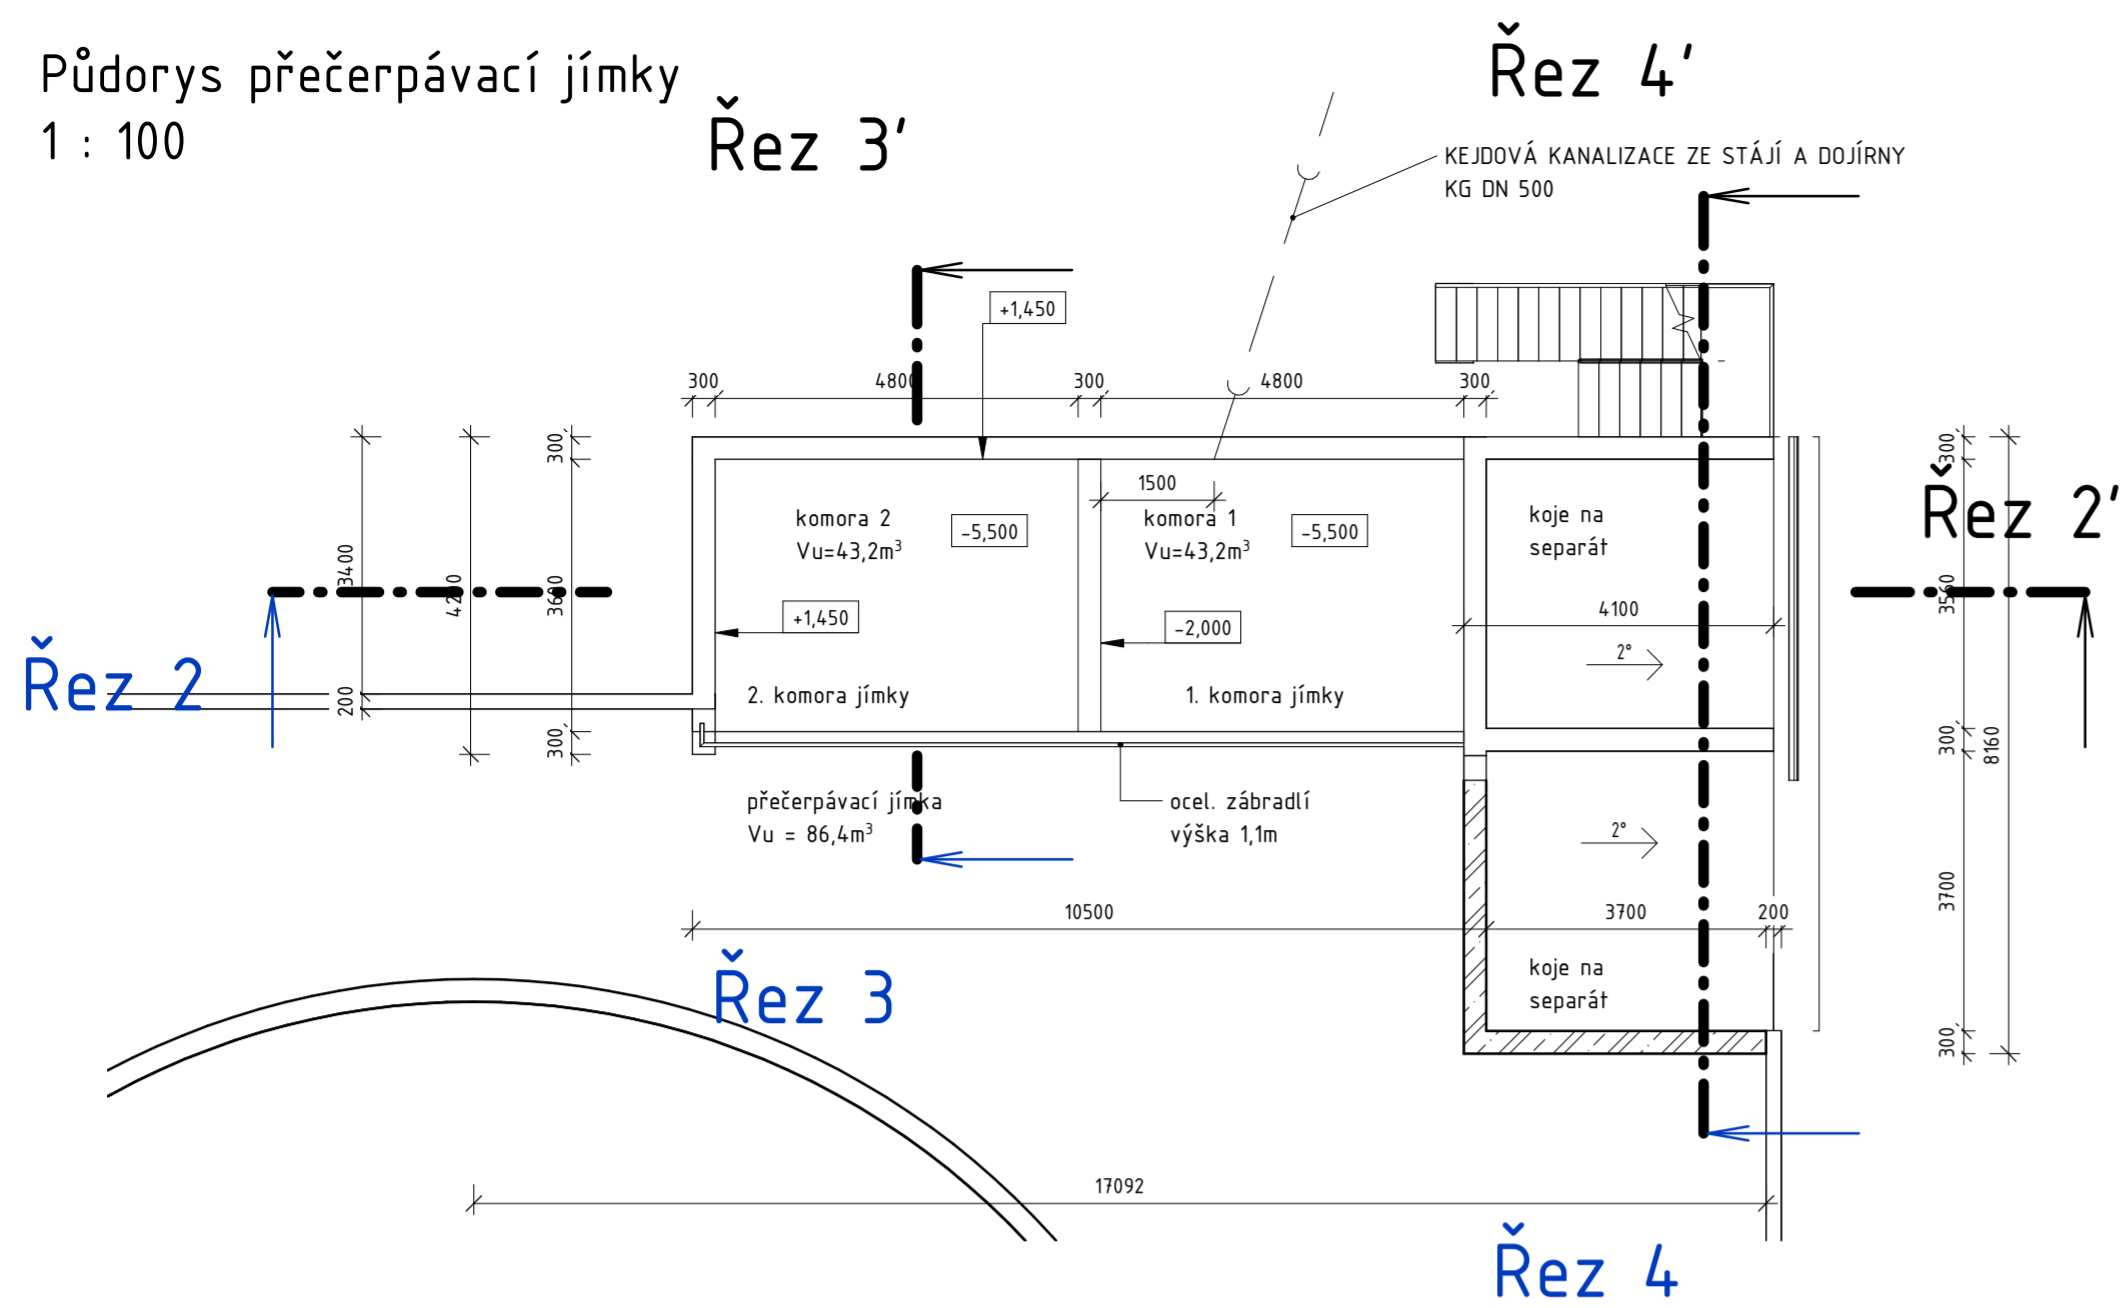 Půdorys přečerpávací jímky
1 : 100
Řez 3'
Řez 4'
KEJDOVÁ KANALIZACE ZE STÁJÍ A DOJÍRNY
KG DN 500
+1,450
300
4800
300
4800
300
3400
200
4200
300
3600
300
1500
komora 2
Vu=43,2m³
-5,500
komora 1
Vu=43,2m³
-5,500
koje na
separát
+1,450
-2,000
4100
2°
2. komora jímky
1. komora jímky
Řez 2
Řez 2'
300
3560
300
3700
300
8160
přečerpávací jímka
Vu = 86,4m³
ocel. zábradlí
výška 1,1m
2°
10500
3700
200
koje na
separát
Řez 3
17092
Řez 4